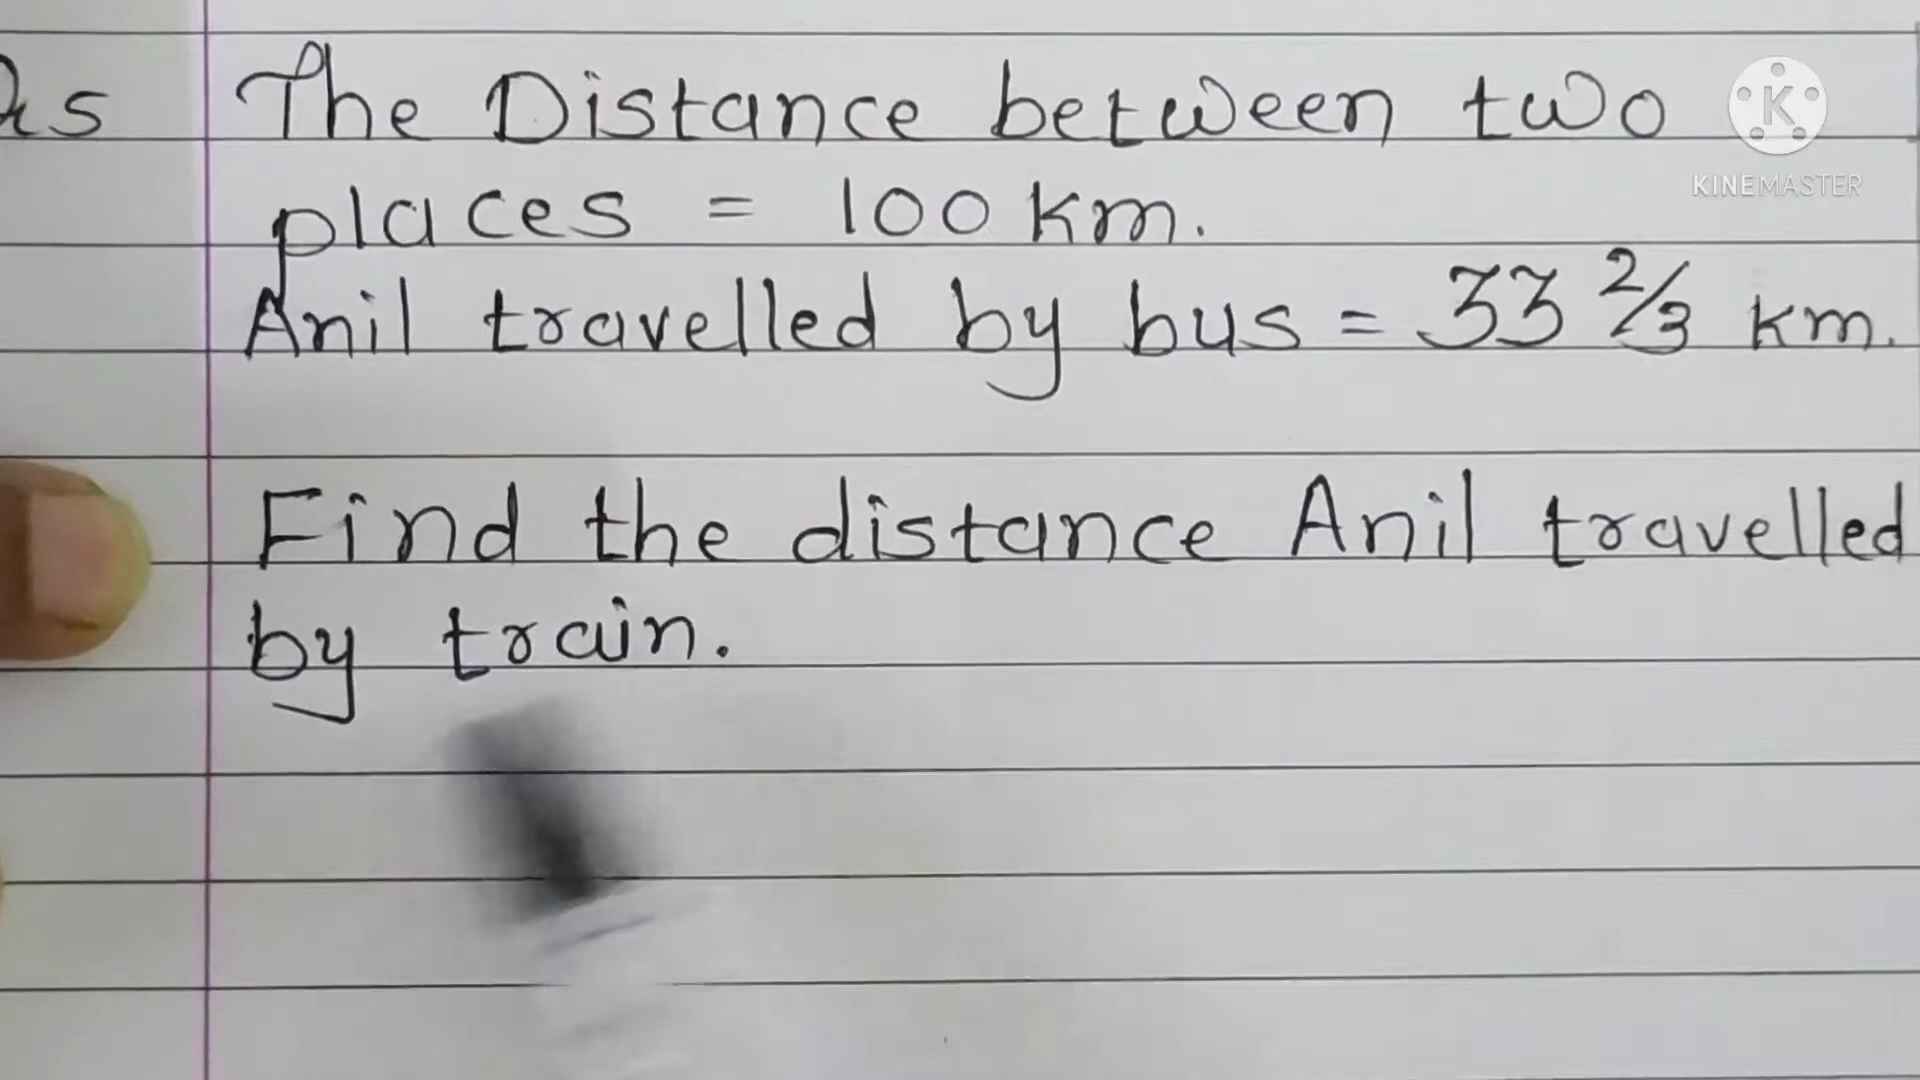 The Distance between two
places = 100 km.
Anil travelled by bus = 33 2/3 km.
Find the distance Anil travelled
by train.
K
KINEMASTER